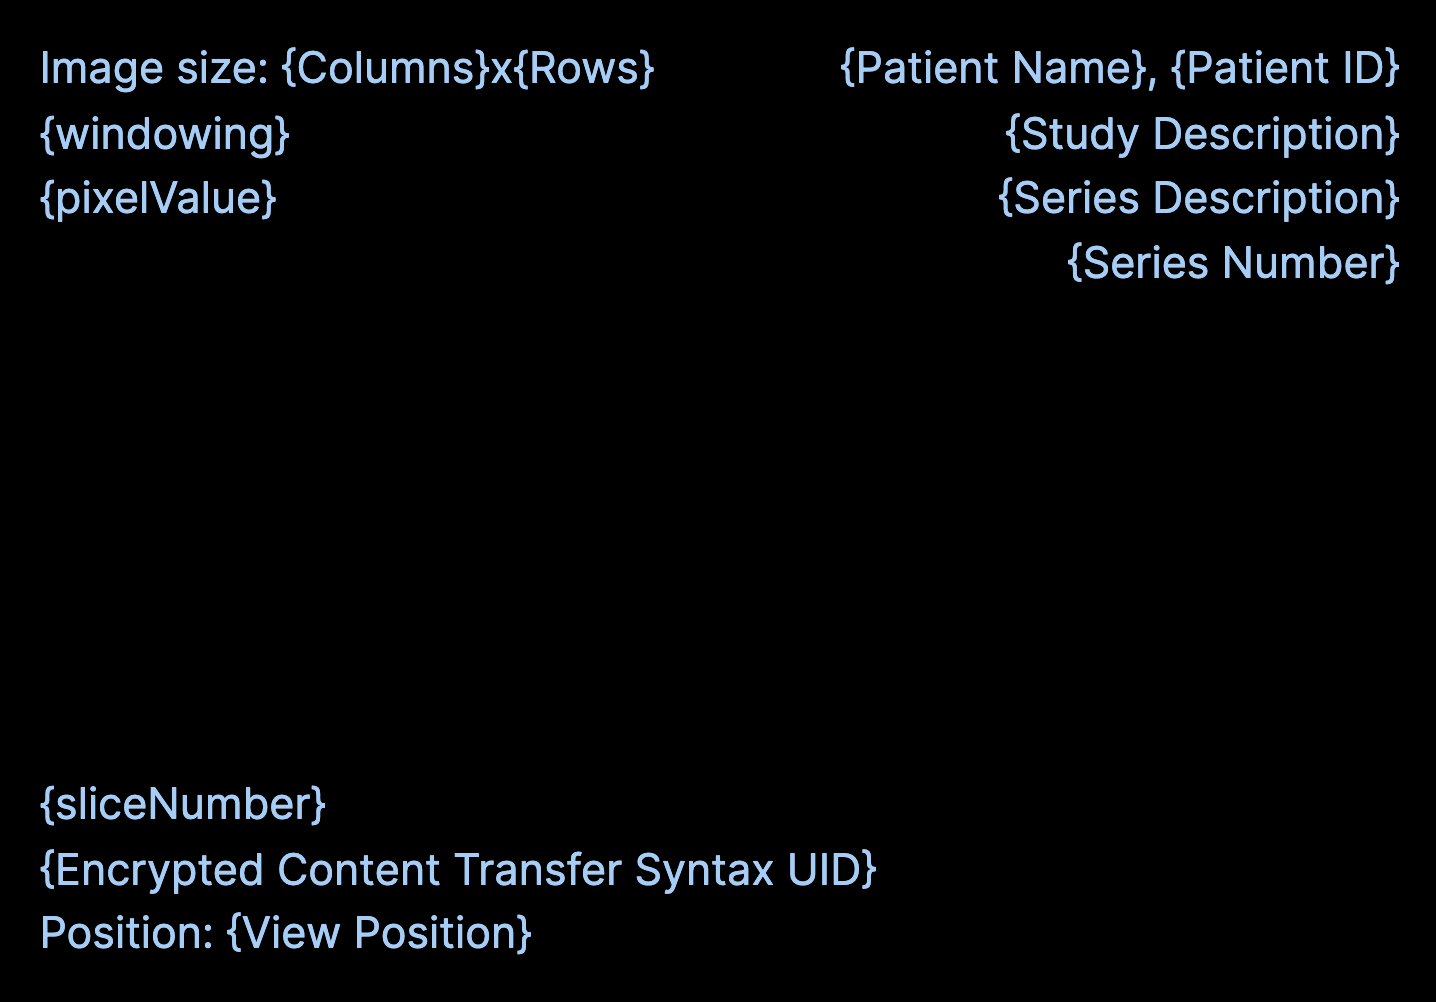 Image size: {Columns}x{Rows}
{windowing}
{pixelValue}
{Patient Name}, {Patient ID}
{Study Description}
{Series Description}
{Series Number}
{sliceNumber}
{Encrypted Content Transfer Syntax UID}
Position: {View Position}